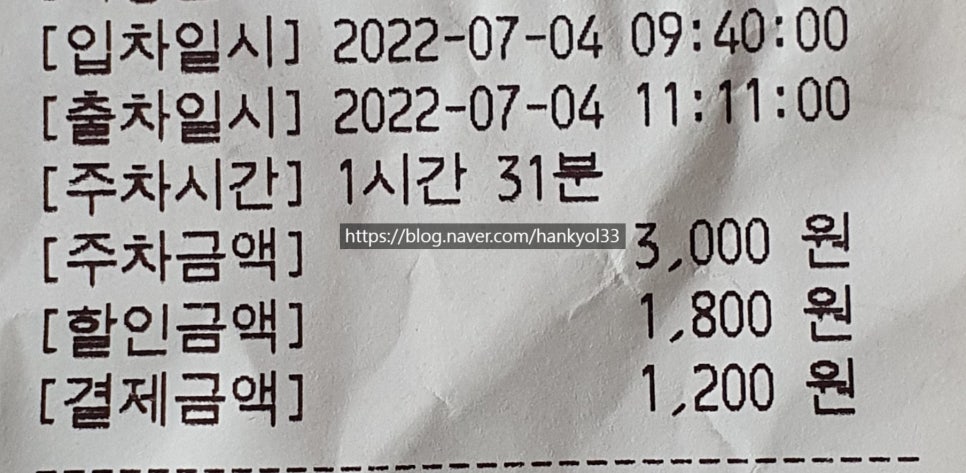 [입차일시] 2022-07-04 09:40:00
[출차일시] 2022-07-04 11:11:00
[주차시간] 1시간 31분
https://blog.naver.com/hankyol33
[주차금액] 3,000 원
[할인금액] 1,800 원
[결제금액] 1,200 원